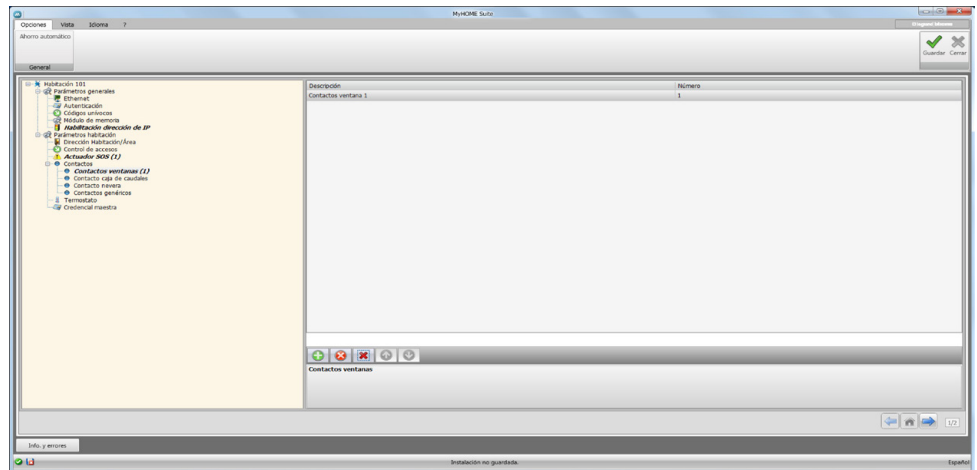 MyHOME Suite
Opciones Vista Idioma ?
Ahorro automático
Guardar Cerrar
General
Habitación 101
Parámetros generales
Ethernet
Autenticación
Códigos unívocos
Módulo de memoria
Habilitación dirección de IP
Parámetros habitación
Dirección Habitación/Área
Control de accesos
Actuador SOS (1)
Contactos
Contactos ventanas (1)
Contacto caja de caudales
Contacto nevera
Contactos genéricos
Termostato
Credencial maestra
Descripción Número
Contactos ventana 1 1
Contactos ventanas
1/2
Info. y errores
Instalación no guardada.
Español